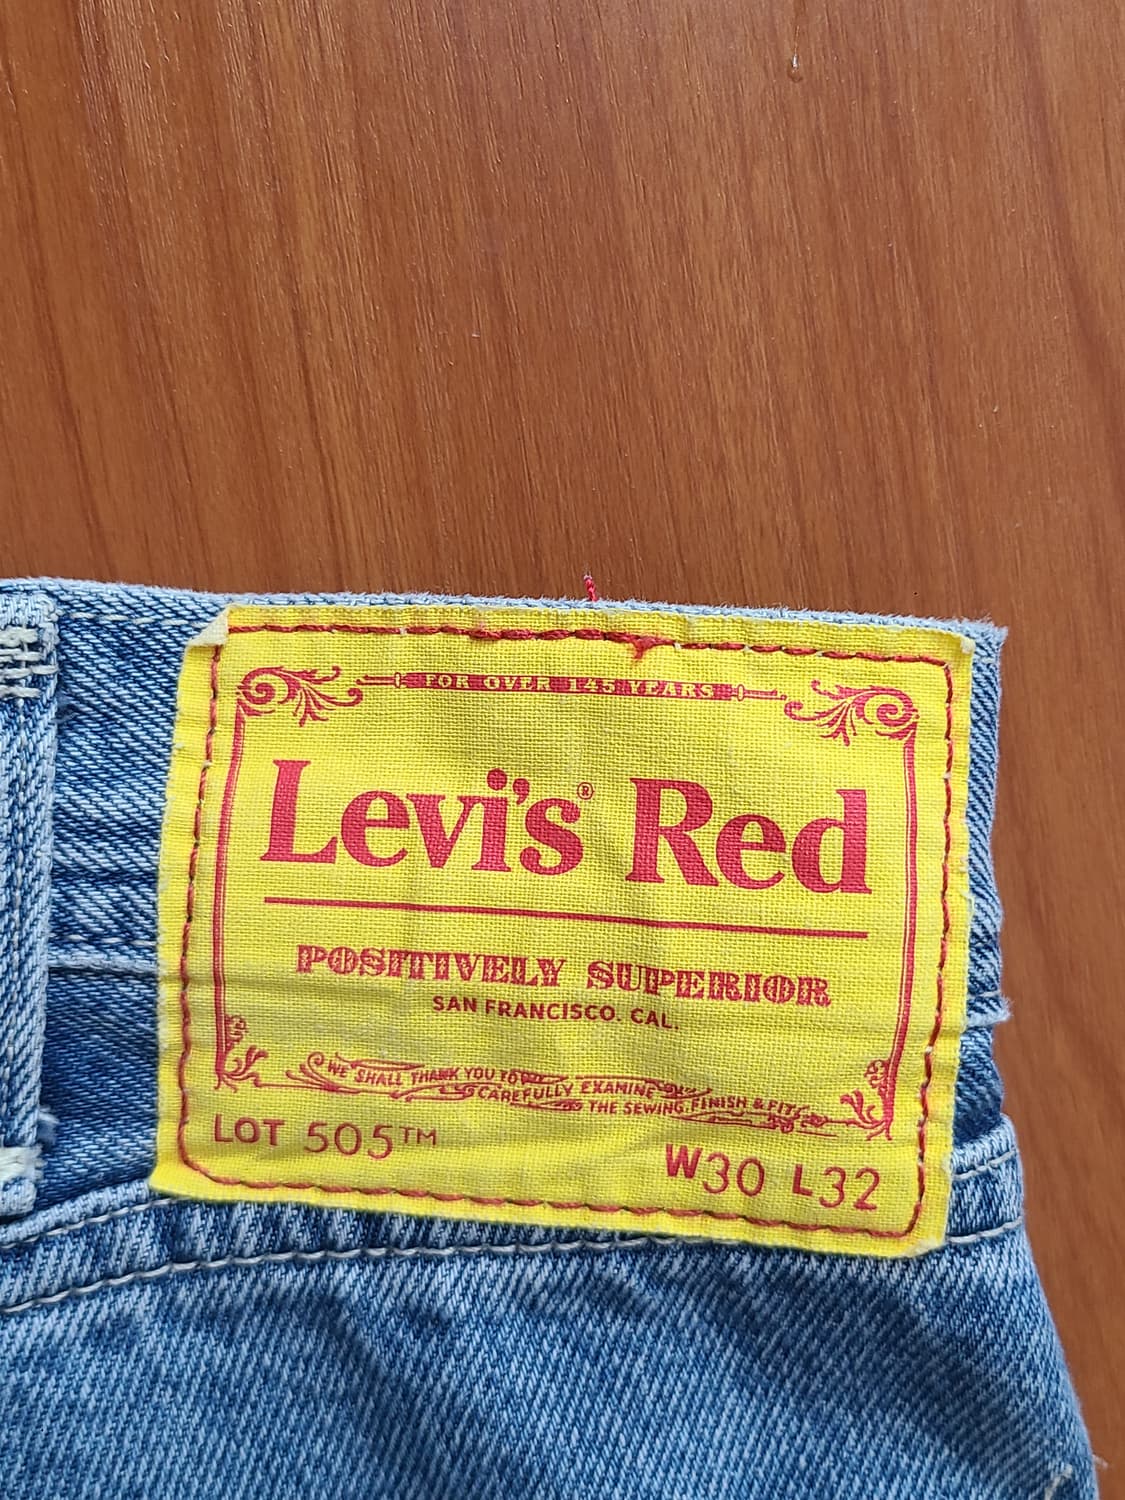 FOR OVER 145 YEARS
Levi's® Red
POSITIVELY SUPERIOR
SAN FRANCISCO. CAL.
WE SHALL THANK YOU TO
CAREFULLY EXAMINE
THE SEWING, FINISH & FIT
LOT 505™
W30 L32